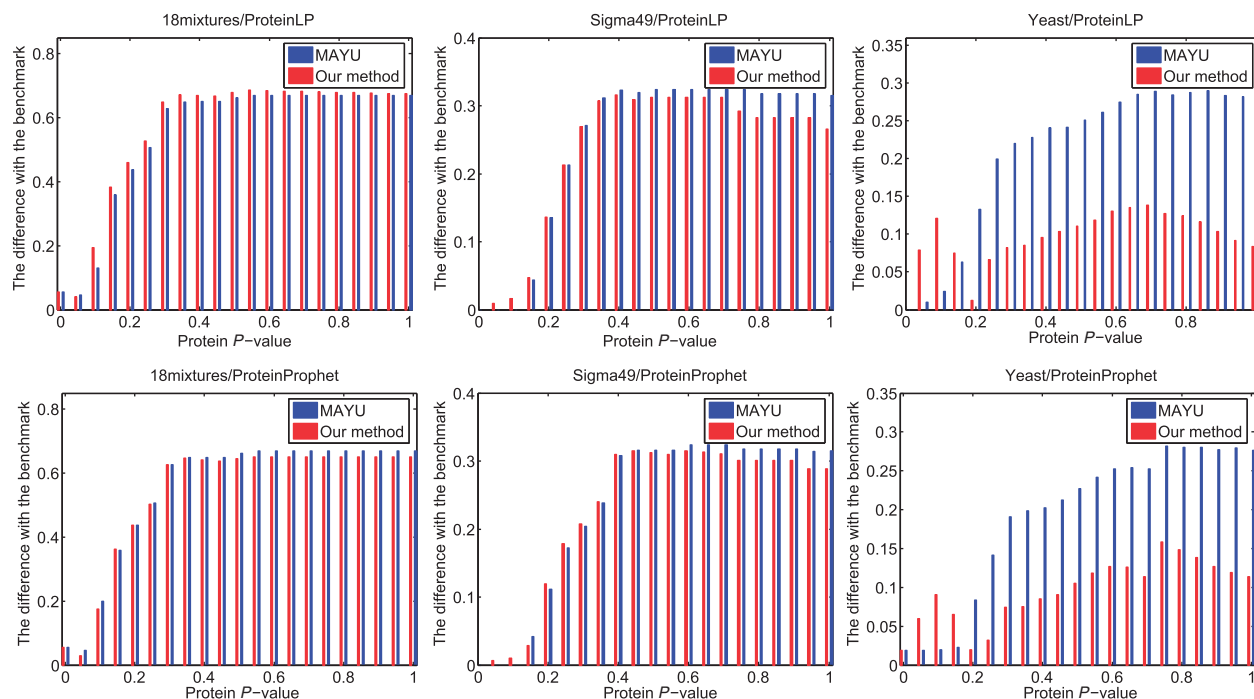 18mixtures/ProteinLP
The difference with the benchmark
0.8
0.6
0.4
0.2
0
MAYU
Our method
0 0.2 0.4 0.6 0.8 1
Protein P−value
Sigma49/ProteinLP
The difference with the benchmark
0.4
0.3
0.2
0.1
0
MAYU
Our method
0 0.2 0.4 0.6 0.8 1
Protein P−value
Yeast/ProteinLP
The difference with the benchmark
0.35
0.3
0.25
0.2
0.15
0.1
0.05
0
MAYU
Our method
0 0.2 0.4 0.6 0.8
Protein P−value
18mixtures/ProteinProphet
The difference with the benchmark
0.8
0.6
0.4
0.2
0
MAYU
Our method
0 0.2 0.4 0.6 0.8 1
Protein P−value
Sigma49/ProteinProphet
The difference with the benchmark
0.4
0.3
0.2
0.1
0
MAYU
Our method
0 0.2 0.4 0.6 0.8 1
Protein P−value
Yeast/ProteinProphet
The difference with the benchmark
0.35
0.3
0.25
0.2
0.15
0.1
0.05
0
MAYU
Our method
0 0.2 0.4 0.6 0.8 1
Protein P−value